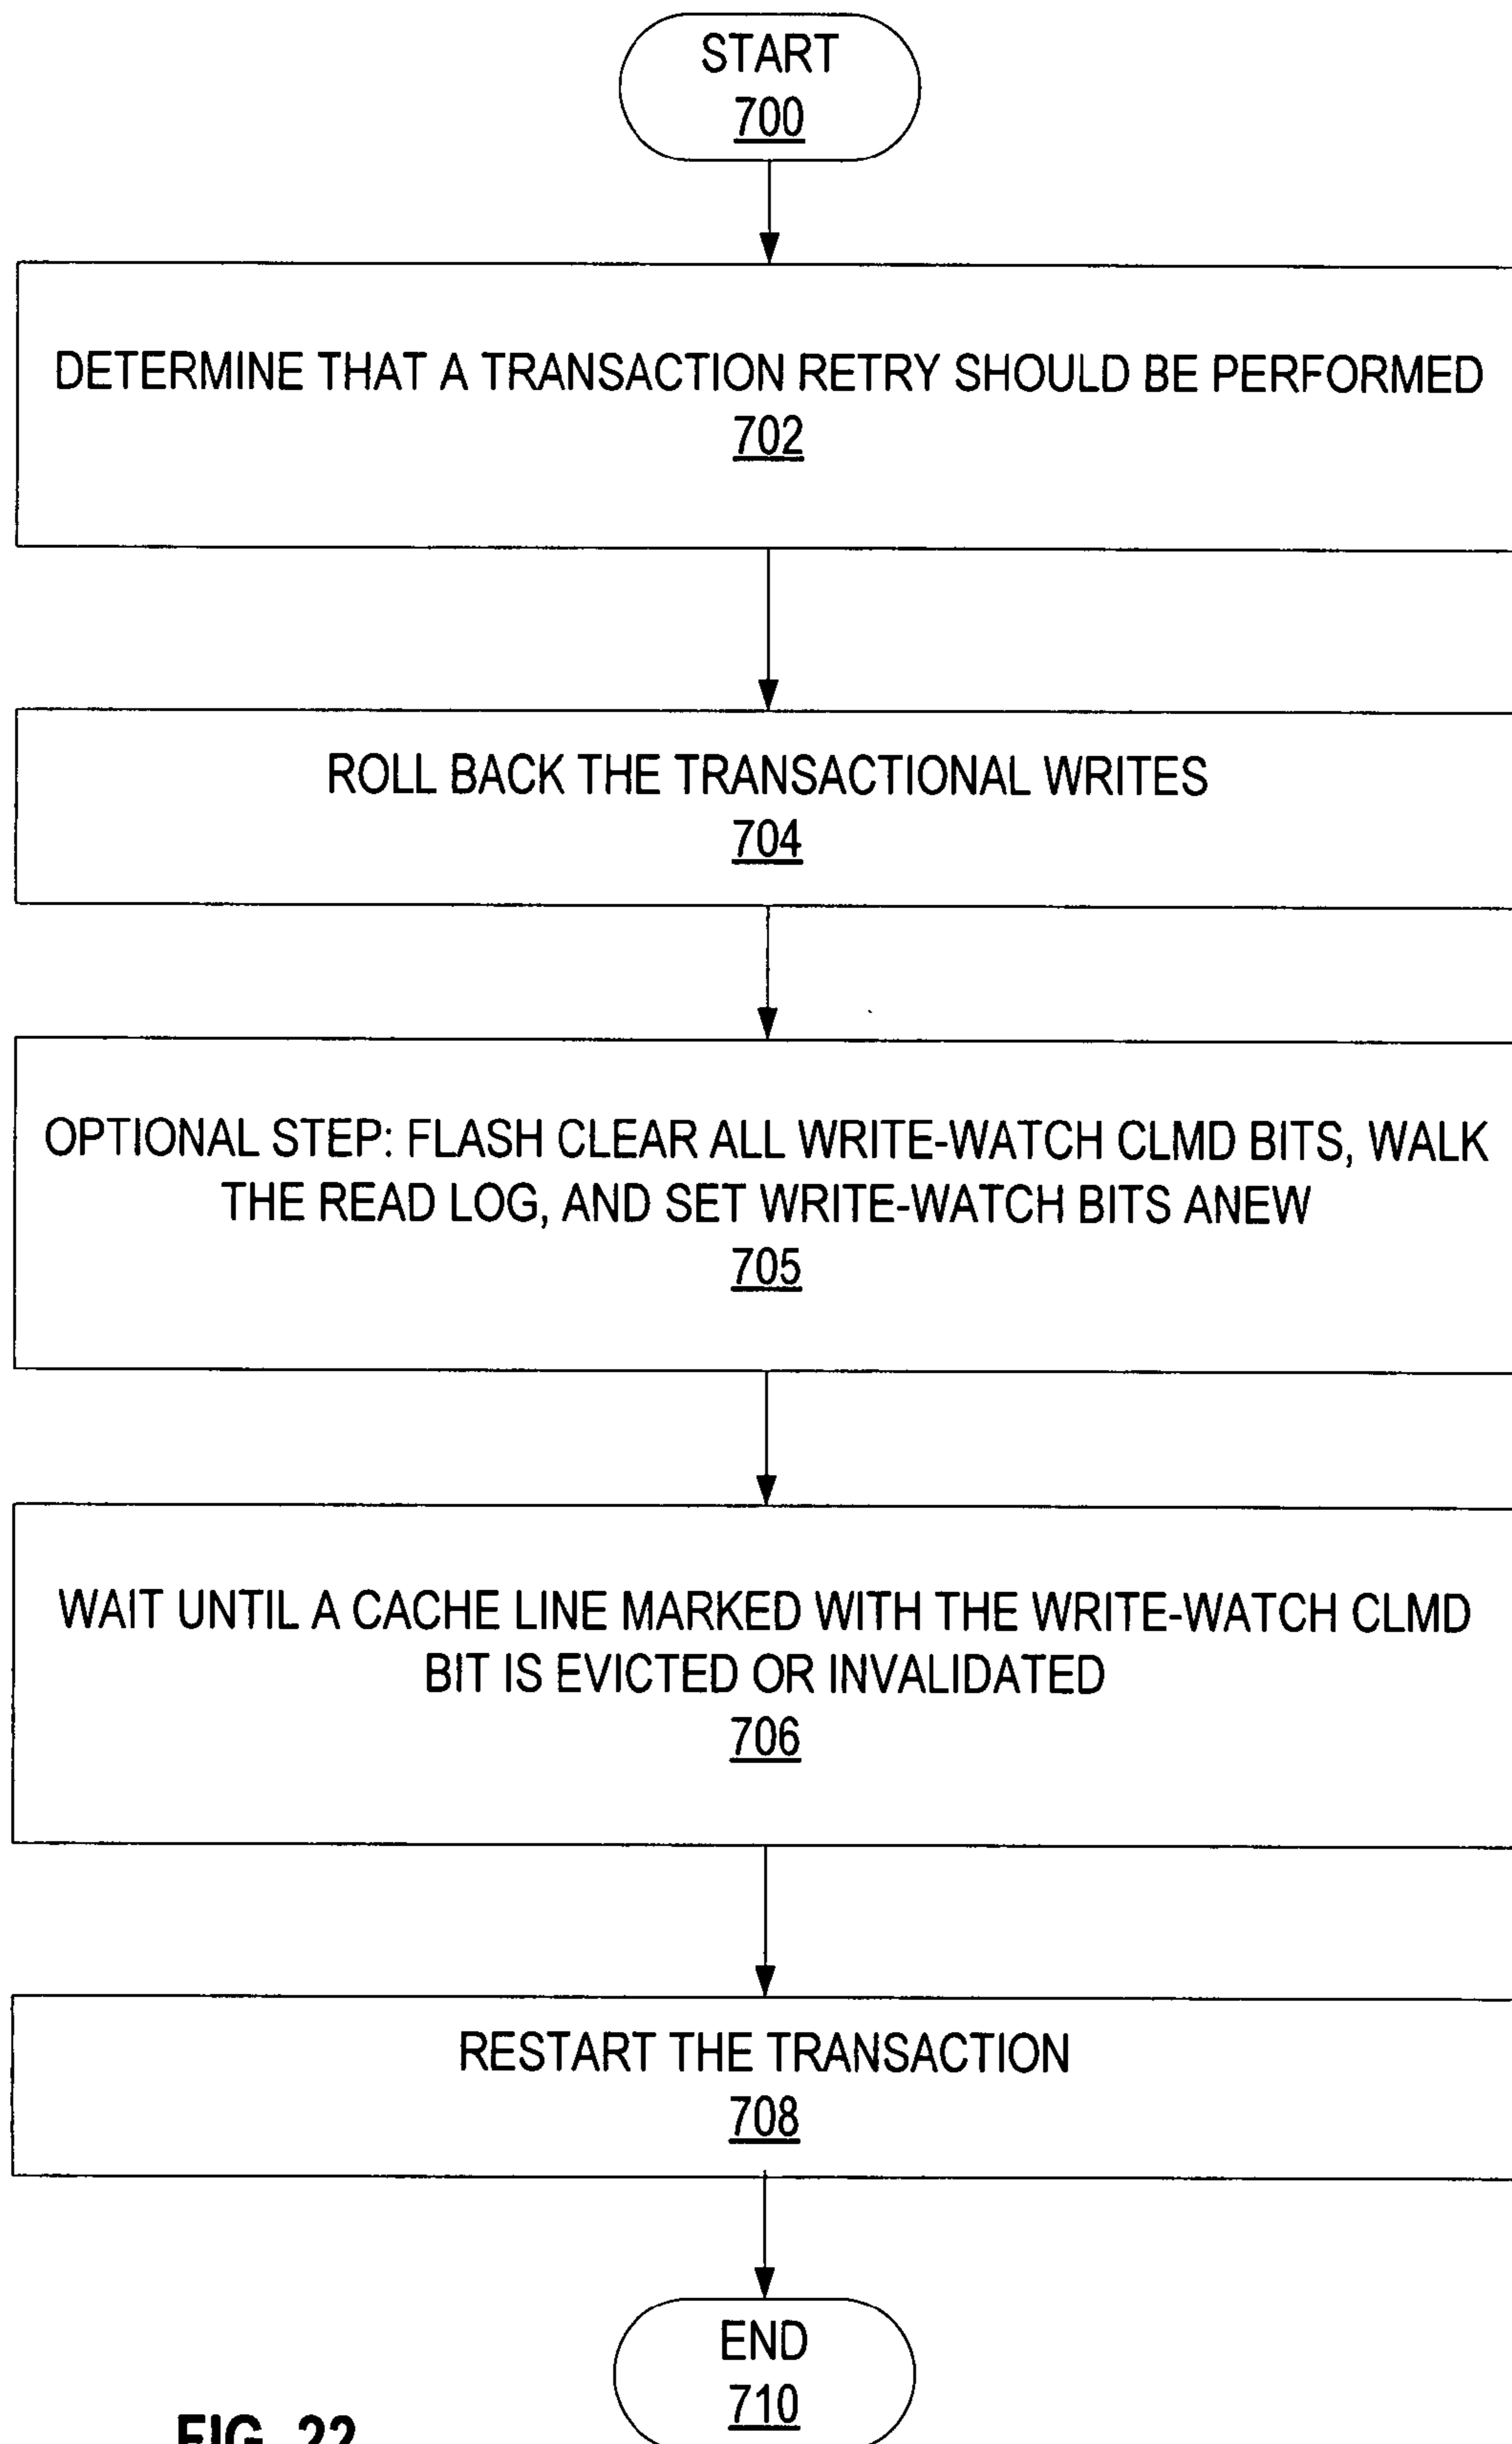 START
700
DETERMINE THAT A TRANSACTION RETRY SHOULD BE PERFORMED
702
ROLL BACK THE TRANSACTIONAL WRITES
704
OPTIONAL STEP: FLASH CLEAR ALL WRITE-WATCH CLMD BITS, WALK
THE READ LOG, AND SET WRITE-WATCH BITS ANEW
705
WAIT UNTIL A CACHE LINE MARKED WITH THE WRITE-WATCH CLMD
BIT IS EVICTED OR INVALIDATED
706
RESTART THE TRANSACTION
708
END
710
FIG. 22